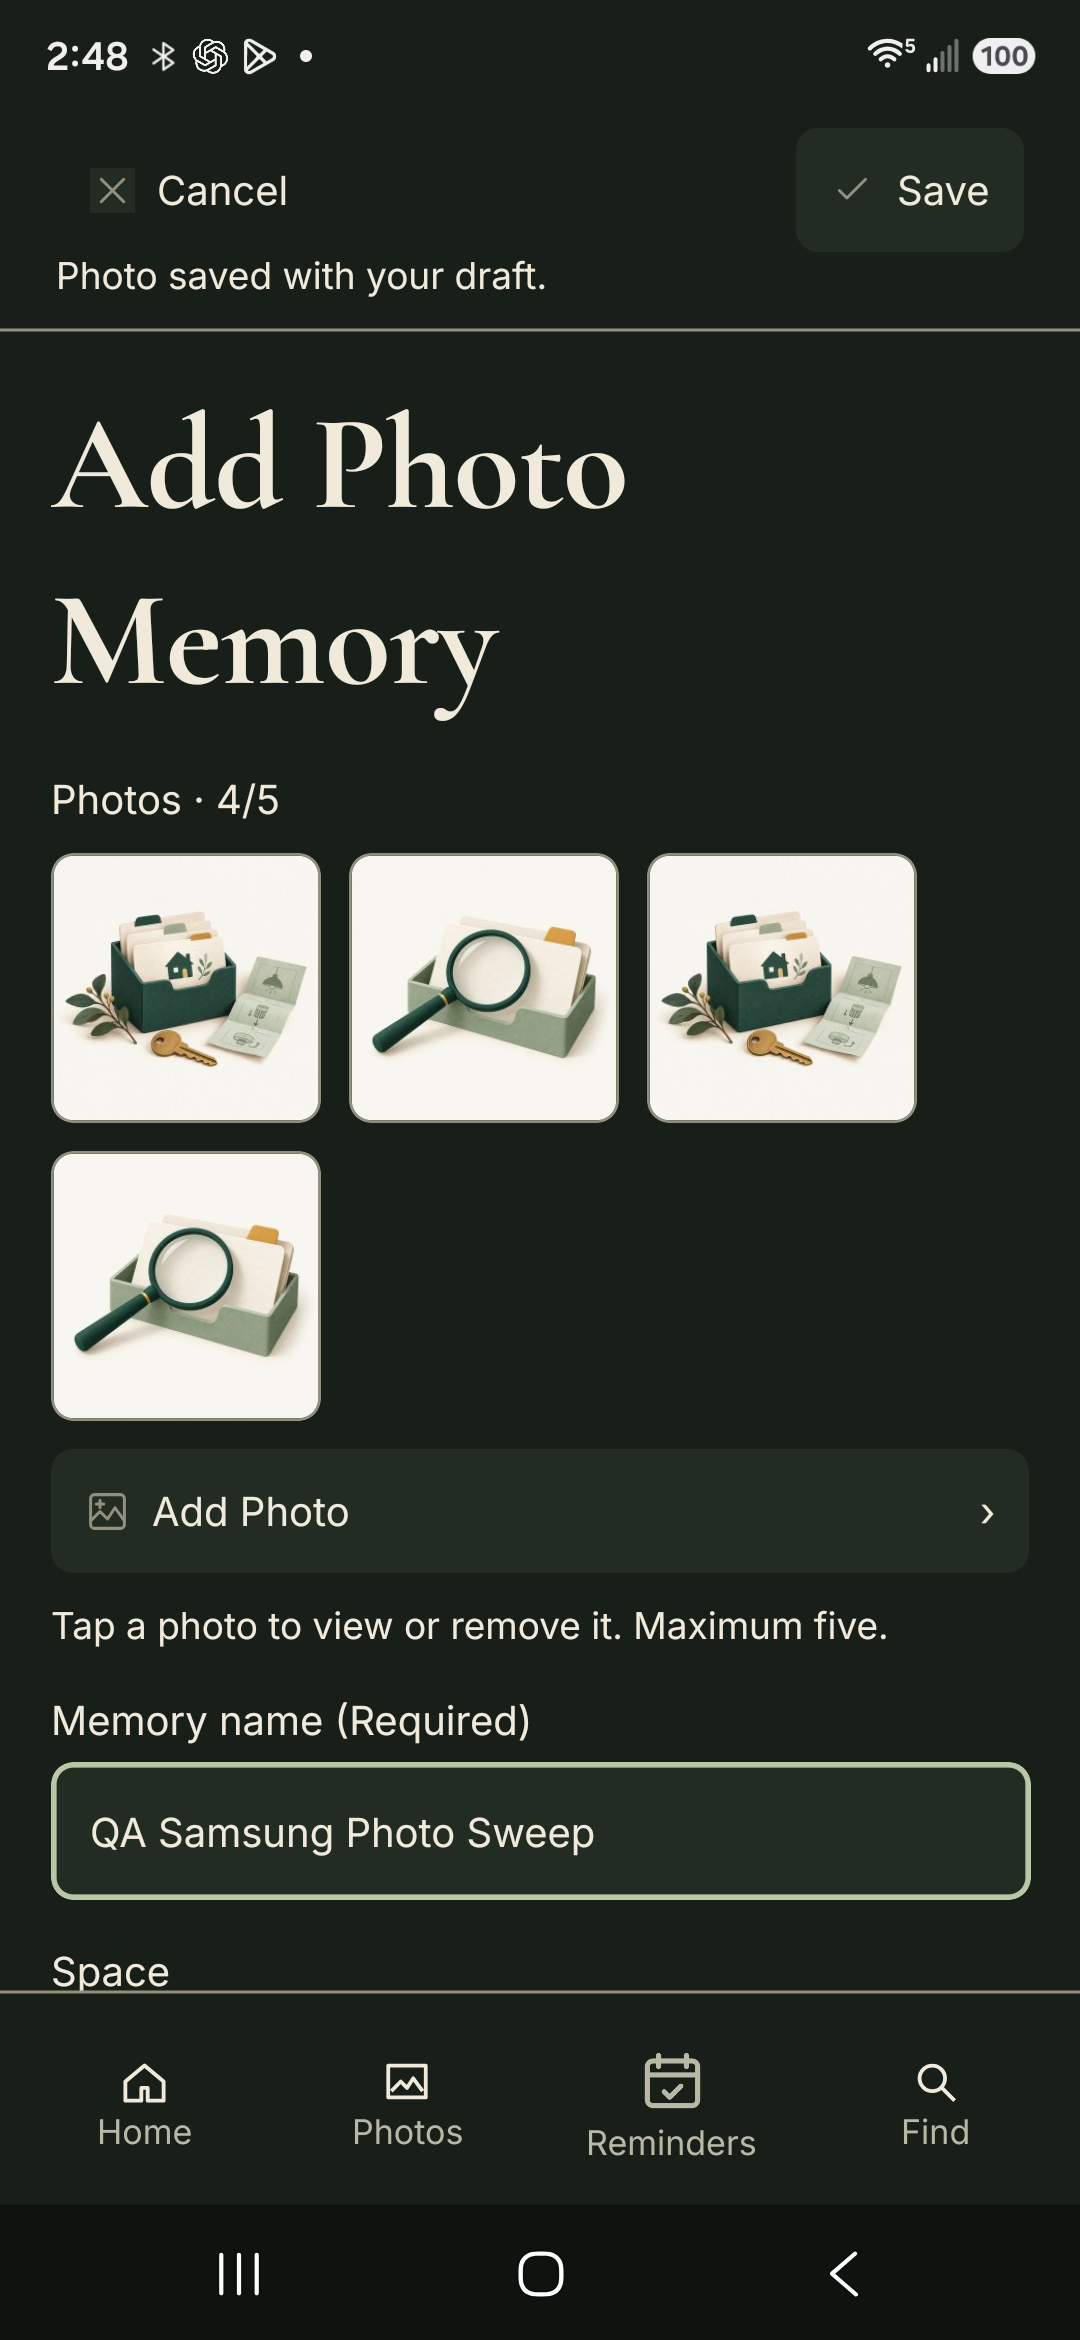 2:48
5
100
Cancel
Save
Photo saved with your draft.
Add Photo
Memory
Photos · 4/5
Add Photo
Tap a photo to view or remove it. Maximum five.
Memory name (Required)
QA Samsung Photo Sweep
Space
Home
Photos
Reminders
Find